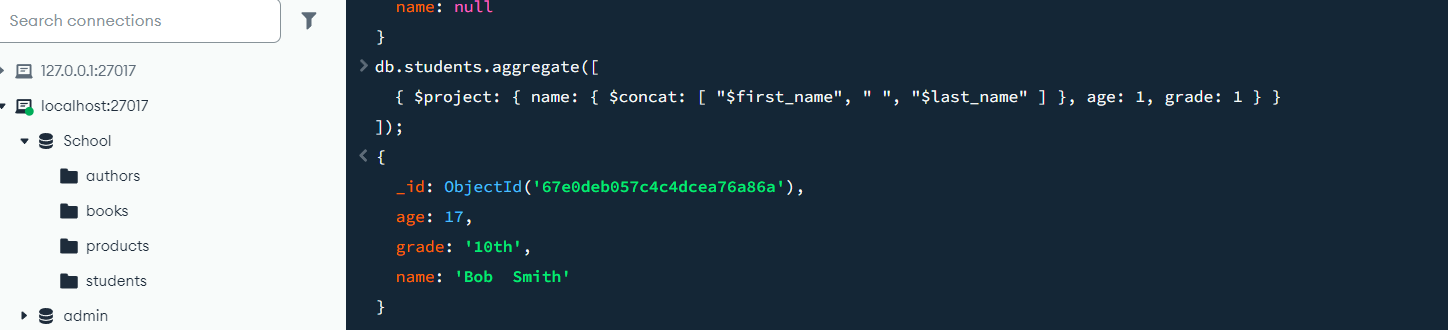 Search connections
127.0.0.1:27017
localhost:27017
School
authors
books
products
students
admin
name: null
}
> db.students.aggregate([
{ $project: { name: { $concat: [ "$first_name", " ", "$last_name" ] }, age: 1, grade: 1 } }
]);
< {
_id: ObjectId('67e0deb057c4c4dcea76a86a'),
age: 17,
grade: '10th',
name: 'Bob  Smith'
}